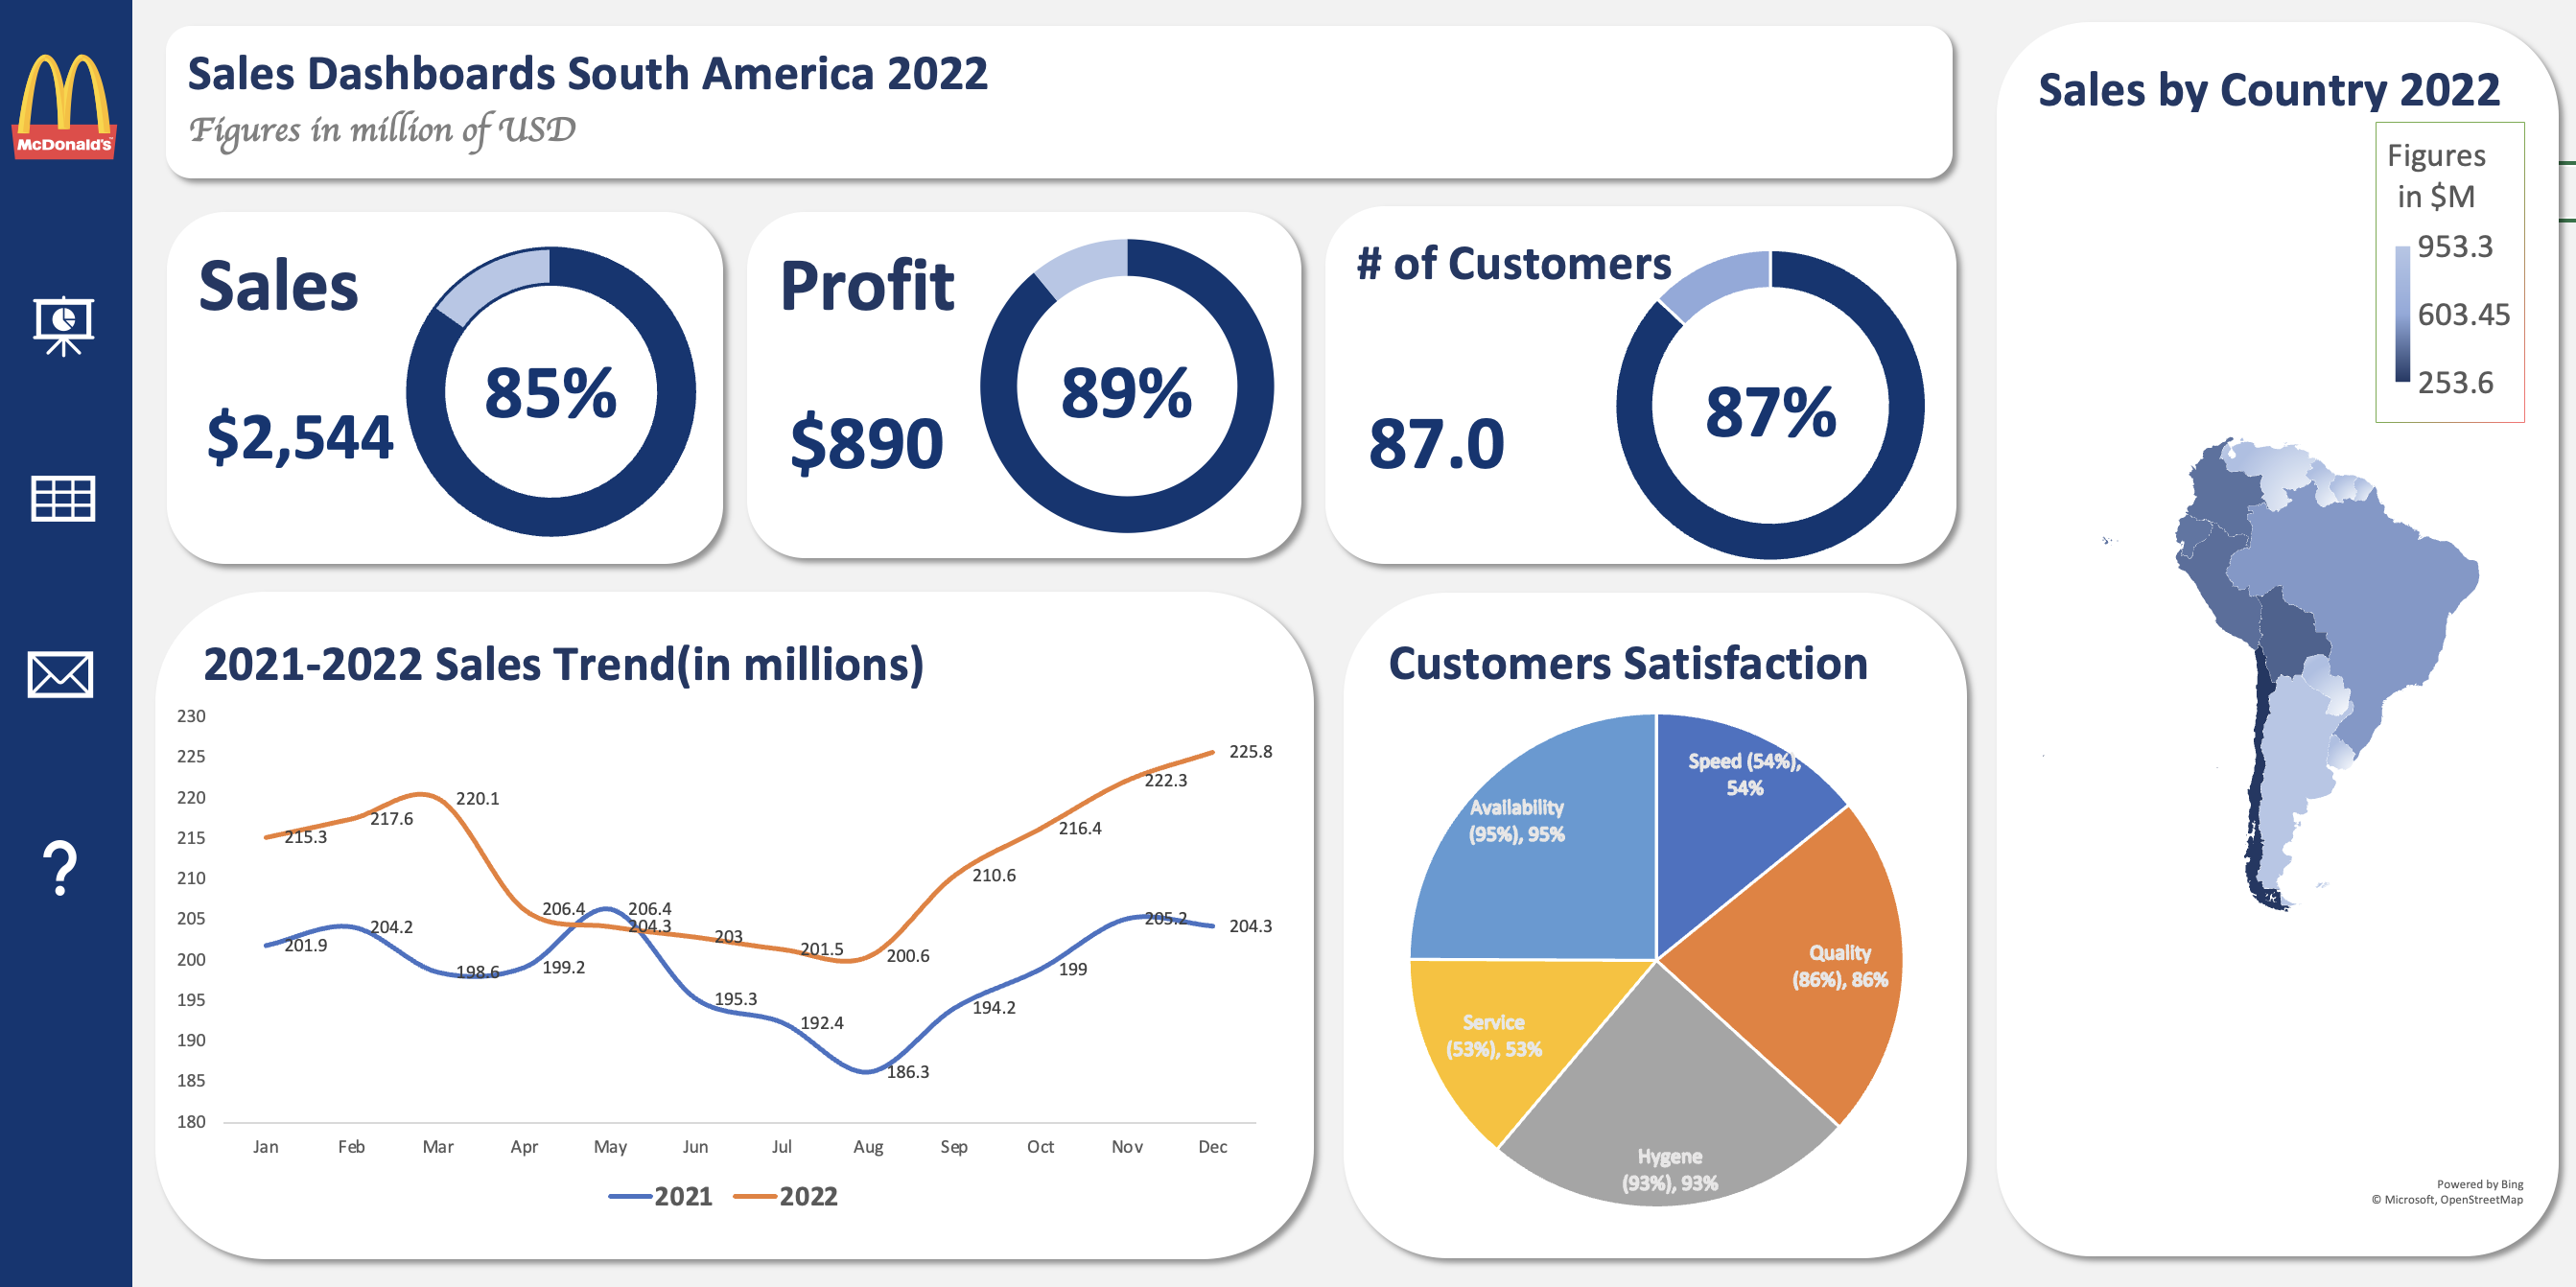 McDonald's
Sales Dashboards South America 2022
Figures in million of USD
Sales
$2,544
85%
Profit
$890
89%
# of Customers
87.0
87%
2021-2022 Sales Trend(in millions)
230
225
220
215
210
205
200
195
190
185
180
215.3
217.6
220.1
206.4
204.3
203
201.5
200.6
210.6
216.4
222.3
225.8
201.9
204.2
198.6
199.2
206.4
195.3
192.4
186.3
194.2
199
205.2
204.3
Jan
Feb
Mar
Apr
May
Jun
Jul
Aug
Sep
Oct
Nov
Dec
2021
2022
Customers Satisfaction
Speed (54%),
54%
Quality
(86%), 86%
Hygene
(93%), 93%
Service
(53%), 53%
Availability
(95%), 95%
Sales by Country 2022
Figures
in $M
953.3
603.45
253.6
Powered by Bing
© Microsoft, OpenStreetMap